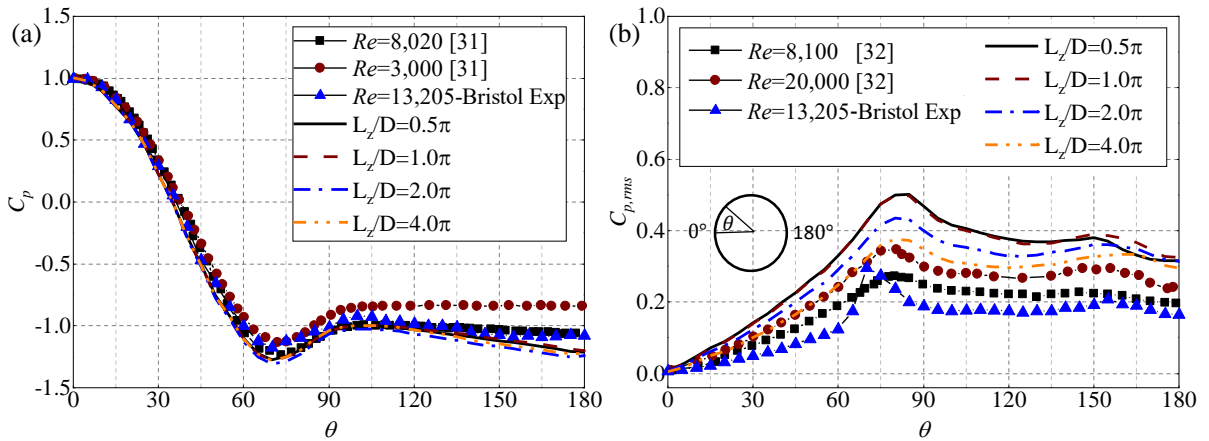 (a)
1.5
1.0
0.5
0.0
-0.5
-1.0
-1.5
C_p
Re=8,020 [31]
Re=3,000 [31]
Re=13,205-Bristol Exp
L_z/D=0.5π
L_z/D=1.0π
L_z/D=2.0π
L_z/D=4.0π
0 30 60 90 120 150 180
θ
(b)
1.0
0.8
0.6
0.4
0.2
0.0
C_{p,rms}
Re=8,100 [32]
Re=20,000 [32]
Re=13,205-Bristol Exp
L_z/D=0.5π
L_z/D=1.0π
L_z/D=2.0π
L_z/D=4.0π
0° θ 180°
0 30 60 90 120 150 180
θ